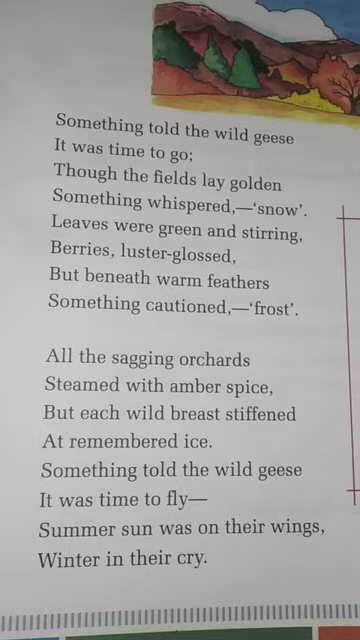 Something told the wild geese
It was time to go;
Though the fields lay golden
Something whispered,—‘snow’.
Leaves were green and stirring,
Berries, luster-glossed,
But beneath warm feathers
Something cautioned,—‘frost’.
All the sagging orchards
Steamed with amber spice,
But each wild breast stiffened
At remembered ice.
Something told the wild geese
It was time to fly—
Summer sun was on their wings,
Winter in their cry.